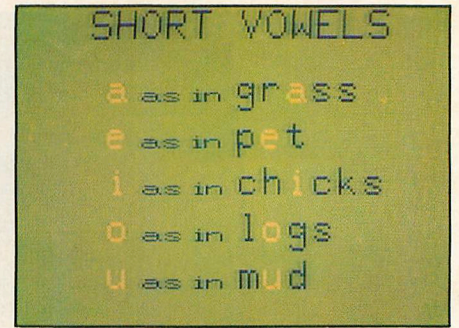 SHORT VOWELS
a as in grass
e as in pet
i as in chicks
o as in logs
u as in mud